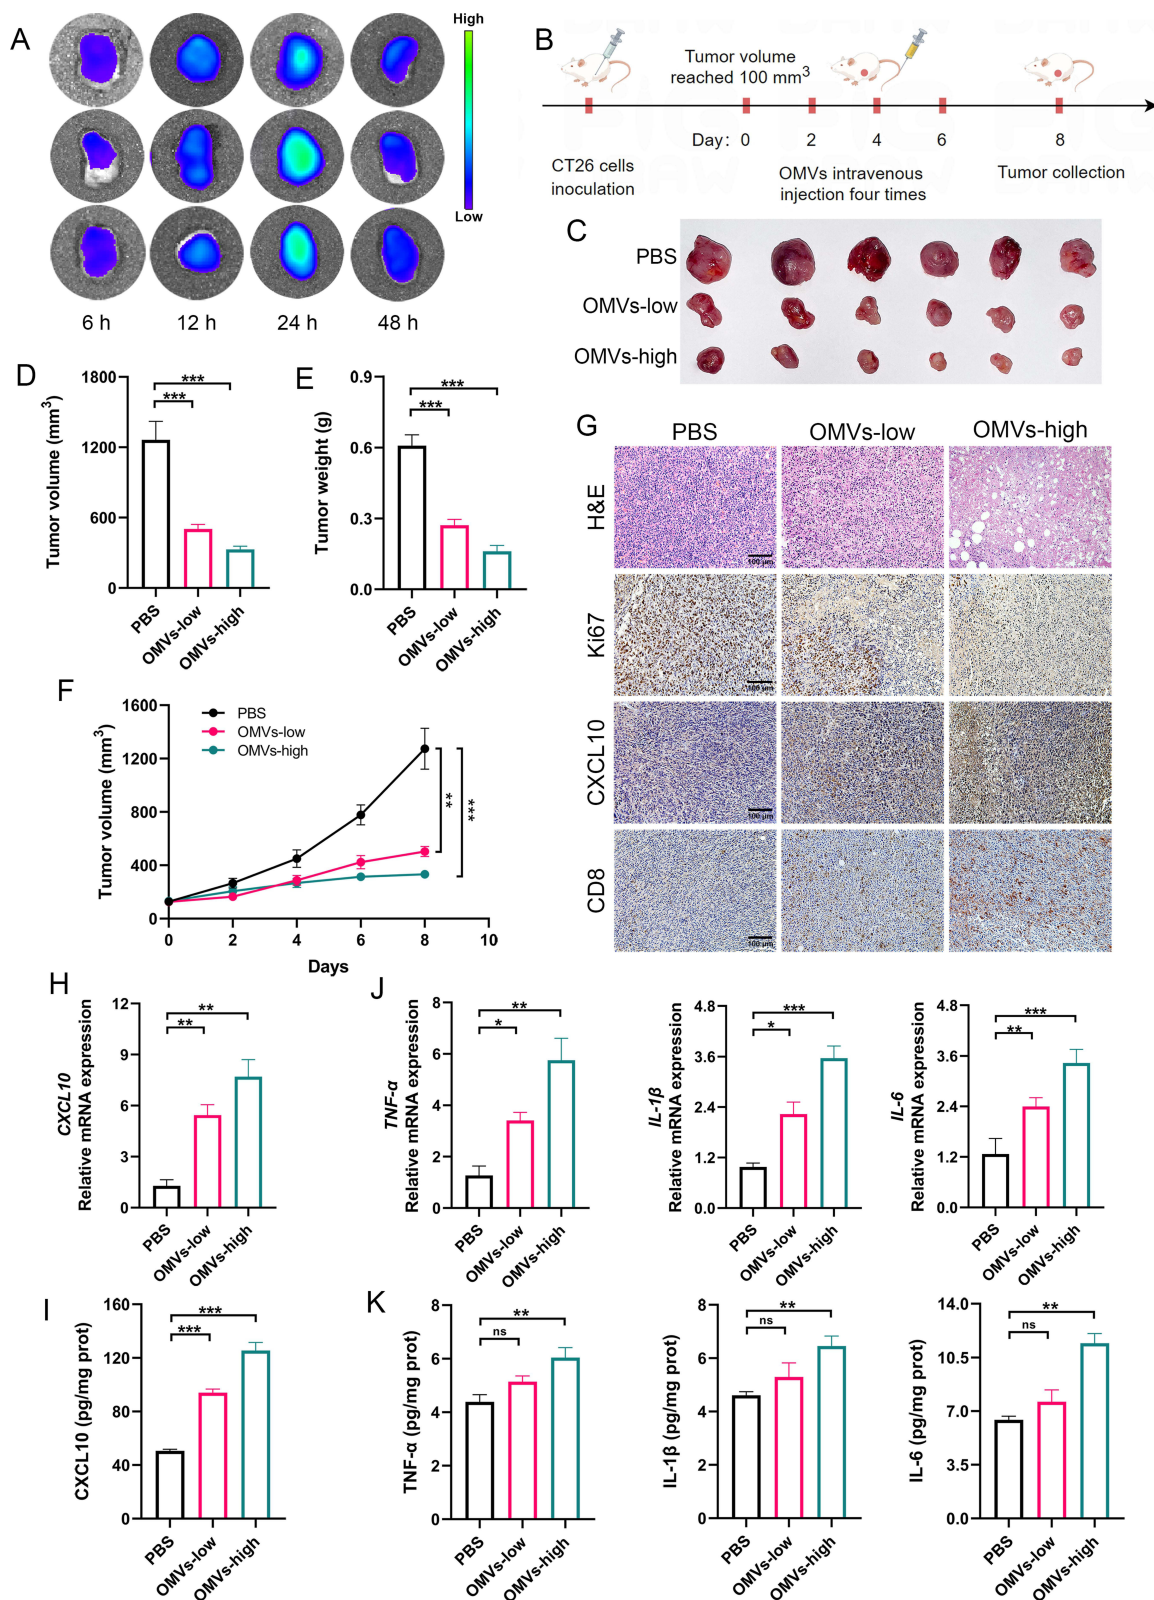 A
High
Low
6 h
12 h
24 h
48 h
B
Tumor volume
reached 100 mm³
Day:
0
2
4
6
8
CT26 cells
inoculation
OMVs intravenous
injection four times
Tumor collection
C
PBS
OMVs-low
OMVs-high
D
Tumor volume (mm³)
1800
1200
600
0
***
***
PBS
OMVs-low
OMVs-high
E
Tumor weight (g)
0.9
0.6
0.3
0.0
***
***
PBS
OMVs-low
OMVs-high
F
Tumor volume (mm³)
1600
1200
800
400
0
PBS
OMVs-low
OMVs-high
**
***
0
2
4
6
8
10
Days
G
PBS
OMVs-low
OMVs-high
H&E
100 μm
Ki67
100 μm
CXCL10
100 μm
CD8
100 μm
H
CXCL10
Relative mRNA expression
12
9
6
3
0
**
**
PBS
OMVs-low
OMVs-high
J
TNF-α
Relative mRNA expression
8
6
4
2
0
**
*
PBS
OMVs-low
OMVs-high
IL-1β
Relative mRNA expression
4.8
3.6
2.4
1.2
0.0
***
*
PBS
OMVs-low
OMVs-high
IL-6
Relative mRNA expression
4.8
3.6
2.4
1.2
0.0
***
**
PBS
OMVs-low
OMVs-high
I
CXCL10 (pg/mg prot)
160
120
80
40
0
***
***
PBS
OMVs-low
OMVs-high
K
TNF-α (pg/mg prot)
8
6
4
2
0
**
ns
PBS
OMVs-low
OMVs-high
IL-1β (pg/mg prot)
8
6
4
2
0
**
ns
PBS
OMVs-low
OMVs-high
IL-6 (pg/mg prot)
14.0
10.5
7.0
3.5
0.0
**
ns
PBS
OMVs-low
OMVs-high